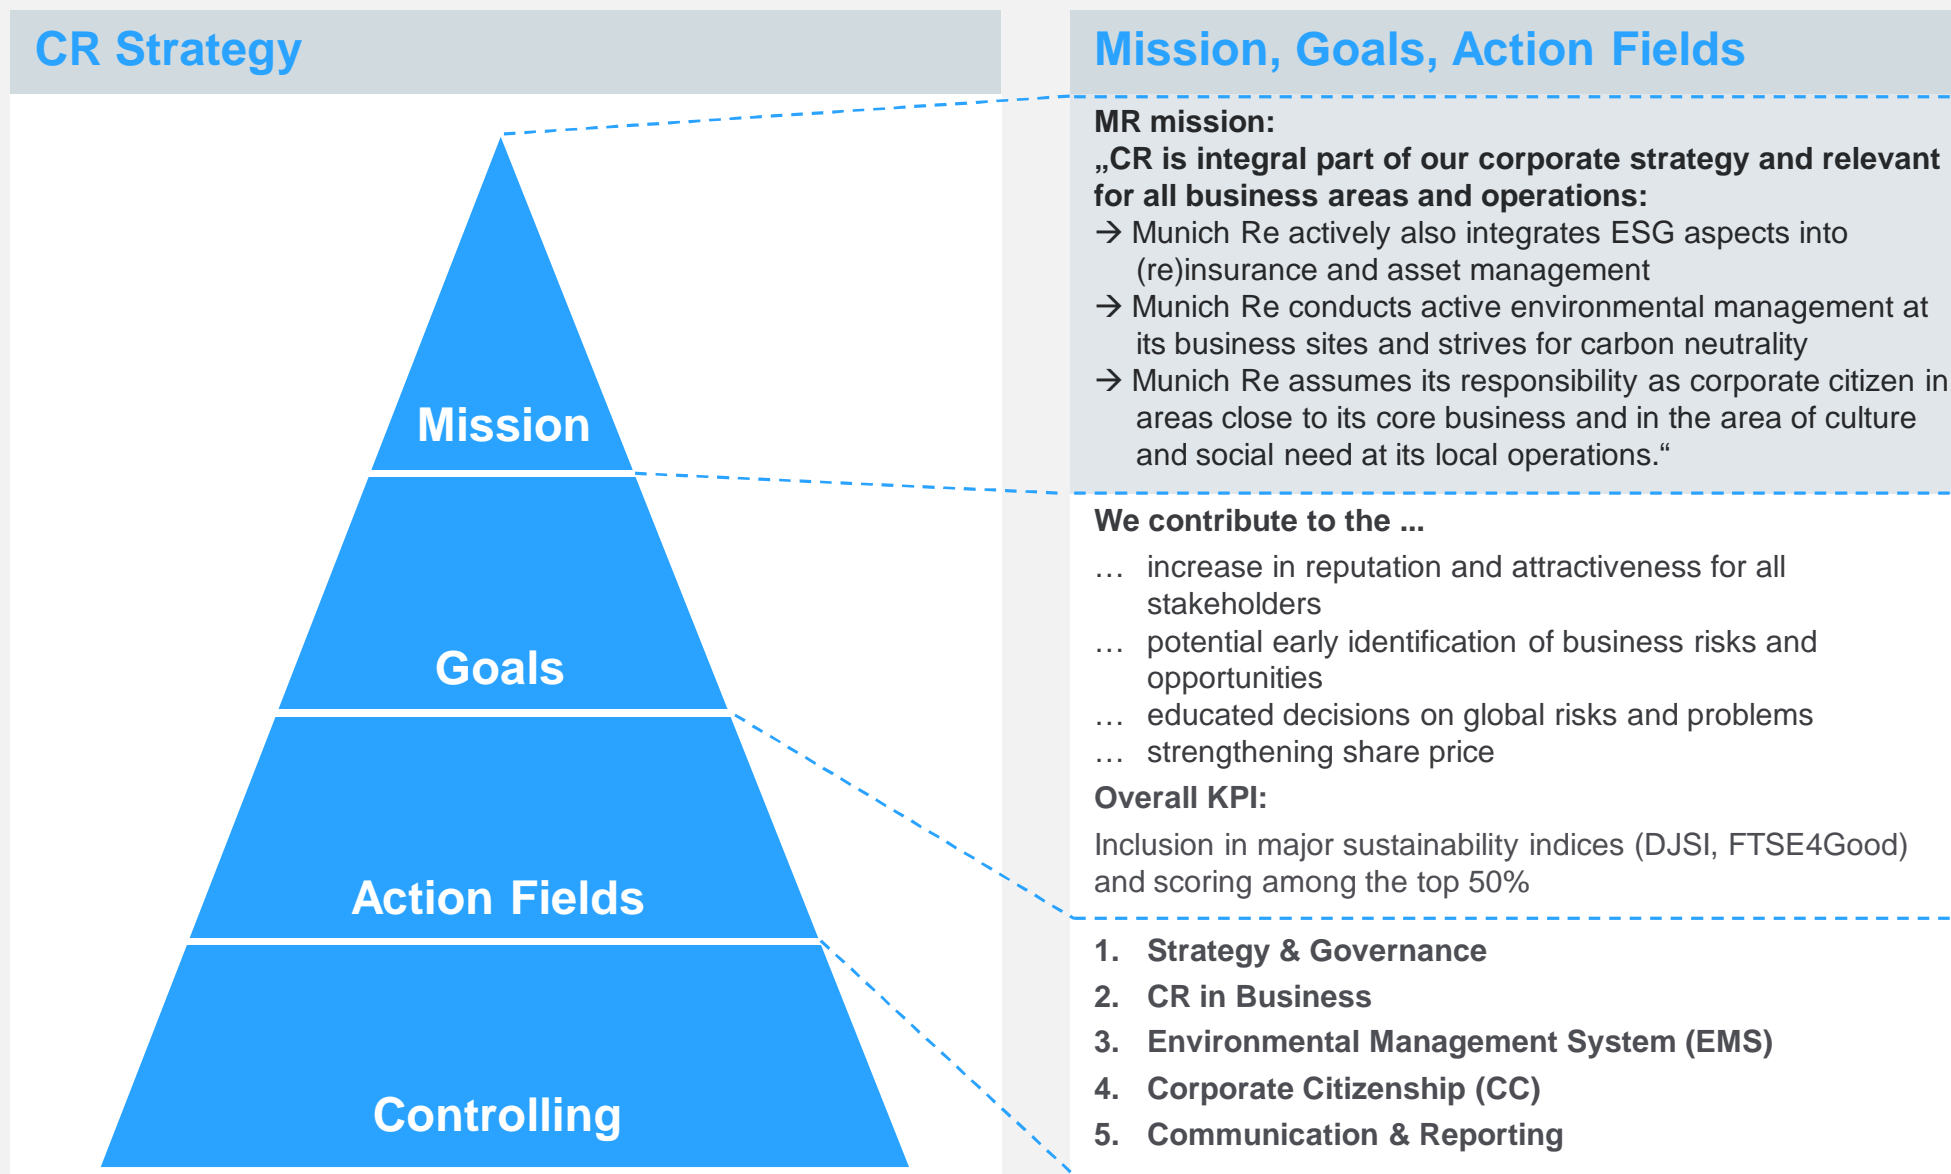 CR Strategy
Mission
Goals
Action Fields
Controlling
Mission, Goals, Action Fields
MR mission:
„CR is integral part of our corporate strategy and relevant
for all business areas and operations:
→ Munich Re actively also integrates ESG aspects into
(re)insurance and asset management
→ Munich Re conducts active environmental management at
its business sites and strives for carbon neutrality
→ Munich Re assumes its responsibility as corporate citizen in
areas close to its core business and in the area of culture
and social need at its local operations.“
We contribute to the ...
… increase in reputation and attractiveness for all
stakeholders
… potential early identification of business risks and
opportunities
… educated decisions on global risks and problems
… strengthening share price
Overall KPI:
Inclusion in major sustainability indices (DJSI, FTSE4Good)
and scoring among the top 50%
1. Strategy & Governance
2. CR in Business
3. Environmental Management System (EMS)
4. Corporate Citizenship (CC)
5. Communication & Reporting